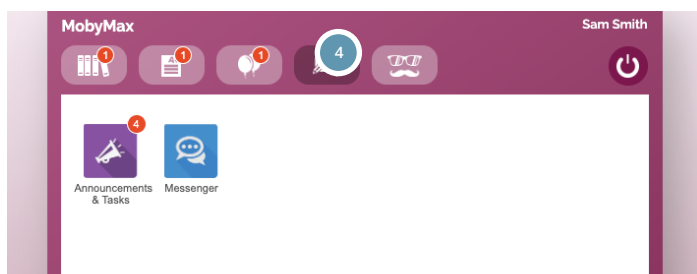 MobyMax
Sam Smith
1
1
1
4
A+
4
Announcements
& Tasks
Messenger